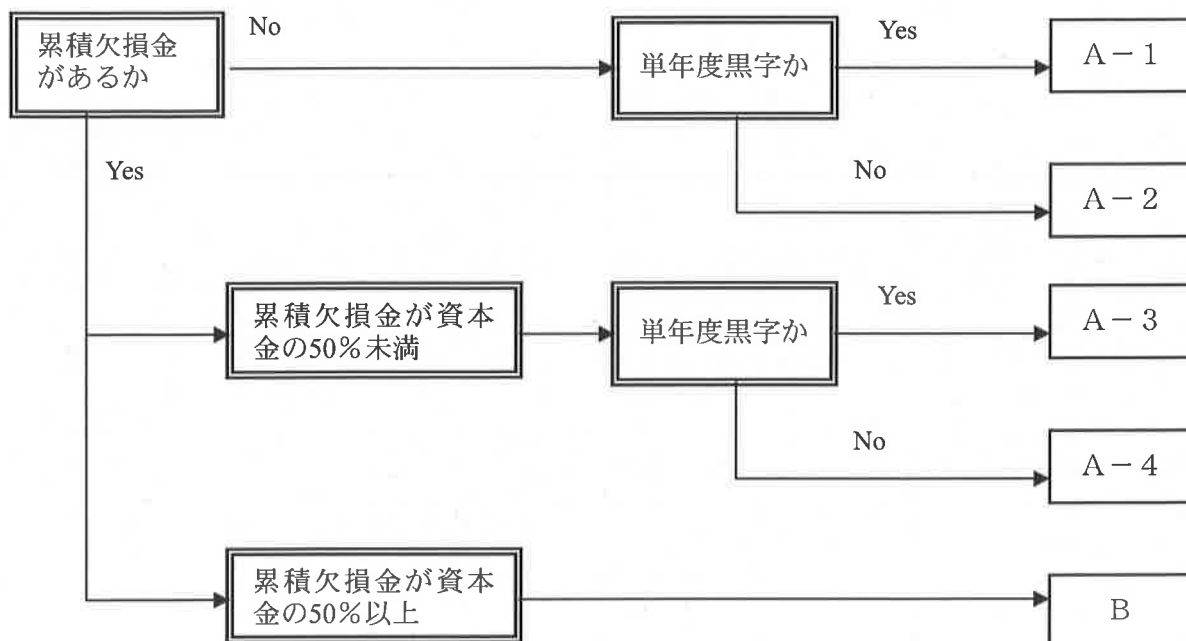 累積欠損金
があるか
No
単年度黒字か
Yes
A－1
Yes
No
A－2
累積欠損金が資本
金の50％未満
単年度黒字か
Yes
A－3
No
A－4
累積欠損金が資本
金の50％以上
B